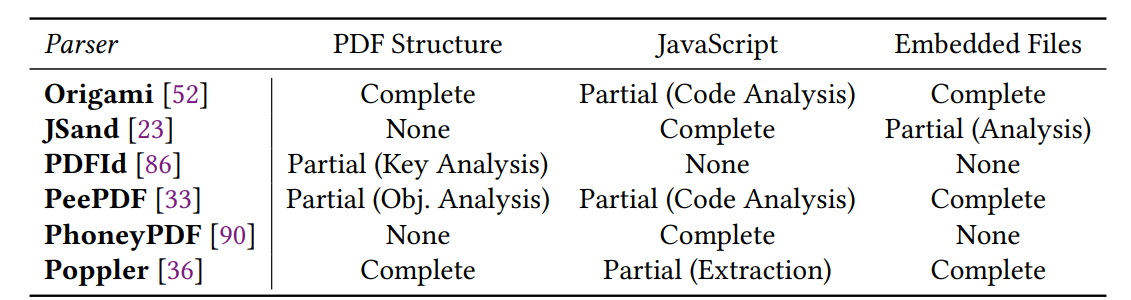 Parser PDF Structure JavaScript Embedded Files
Origami [52] Complete Partial (Code Analysis) Complete
JSand [23] None Complete Partial (Analysis)
PDFId [86] Partial (Key Analysis) None None
PeePDF [33] Partial (Obj. Analysis) Partial (Code Analysis) Complete
PhoneyPDF [90] None Complete None
Poppler [36] Complete Partial (Extraction) Complete